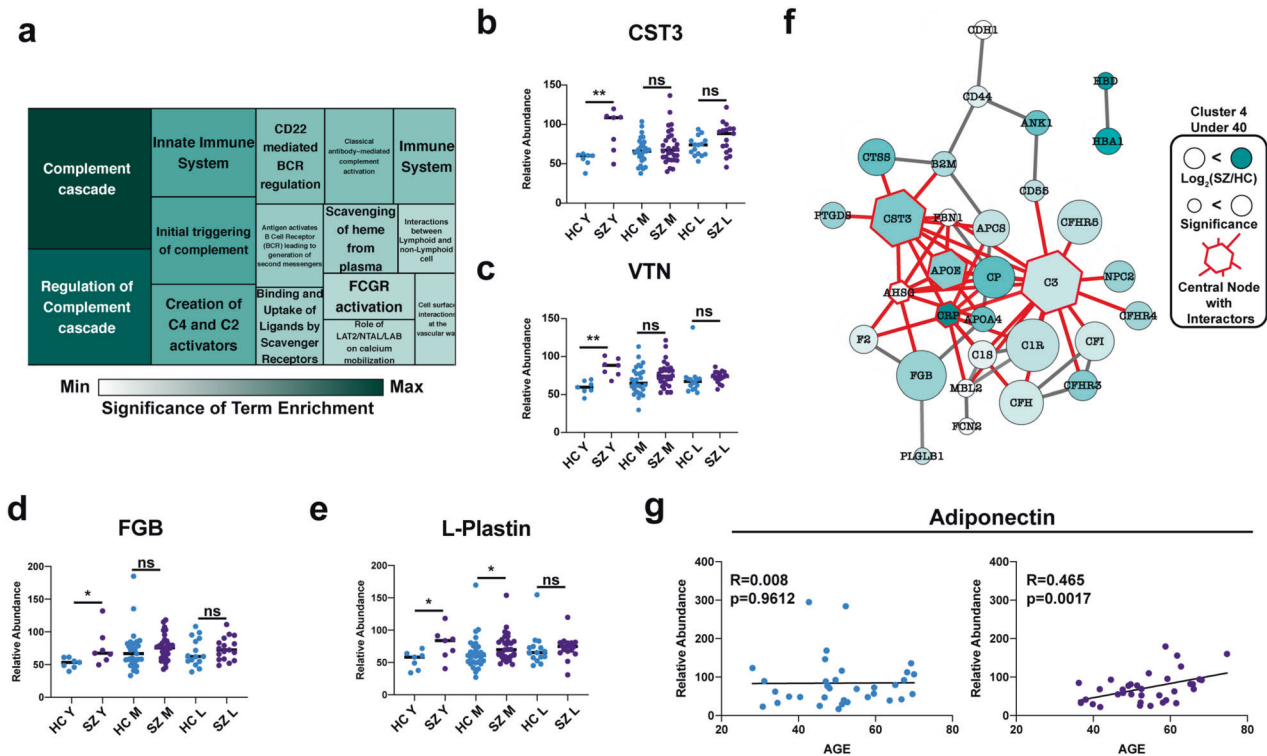 a
Complement
cascade
Regulation of
Complement
cascade
Innate Immune
System
Initial triggering
of complement
Creation of
C4 and C2
activators
CD22
mediated
BCR
regulation
Classical
antibody-mediated
complement
activation
Immune
System
Antigen activates
B Cell Receptor
(BCR) leading to
generation of
second messengers
Scavenging
of heme
from
plasma
Interactions
between
Lymphoid and
non-Lymphoid
cell
Binding and
Uptake of
Ligands by
Scavenger
Receptors
FCGR
activation
Role of
LAT2/NTAL/LAB
on calcium
mobilization
Cell surface
interactions
at the
vascular wa
Min
Max
Significance of Term Enrichment
b
CST3
Relative Abundance
150
100
50
0
**
ns
ns
HC Y
SZ Y
HC M
SZ M
HC L
SZ L
c
VTN
Relative Abundance
150
100
50
0
**
ns
ns
HC Y
SZ Y
HC M
SZ M
HC L
SZ L
f
CDH1
CD44
HBD
HBA1
ANK1
CTSS
B2M
CD55
PTGDS
CST3
FBN1
APCS
CFHR5
APOE
CP
C3
NPC2
AHSG
CRP
APOA4
CFHR4
F2
C1S
C1R
CFI
FGB
MBL2
CFHR3
CFH
FCN2
PLGLB1
Cluster 4
Under 40
<
Log2(SZ/HC)
<
Significance
Central Node
with
Interactors
d
FGB
Relative Abundance
200
150
100
50
0
*
ns
ns
HC Y
SZ Y
HC M
SZ M
HC L
SZ L
e
L-Plastin
Relative Abundance
200
150
100
50
0
*
*
ns
HC Y
SZ Y
HC M
SZ M
HC L
SZ L
g
Adiponectin
Relative Abundance
400
300
200
100
0
R=0.008
p=0.9612
20
40
60
80
AGE
Relative Abundance
400
300
200
100
0
R=0.465
p=0.0017
20
40
60
80
AGE